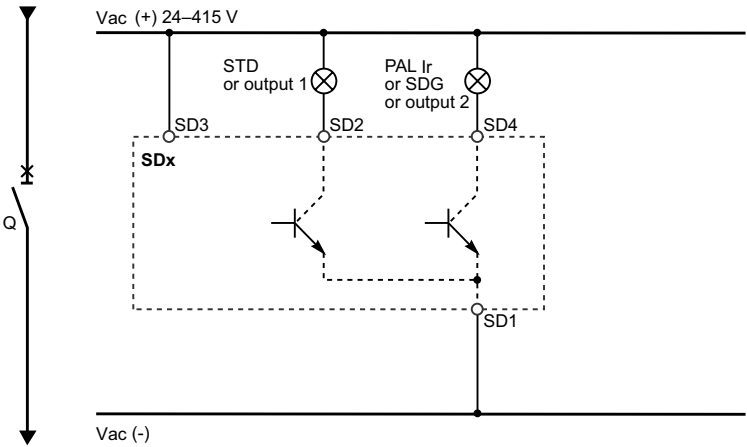 Vac (+) 24–415 V
STD
or output 1
PAL Ir
or SDG
or output 2
SD3
SD2
SD4
SDx
Q
SD1
Vac (-)